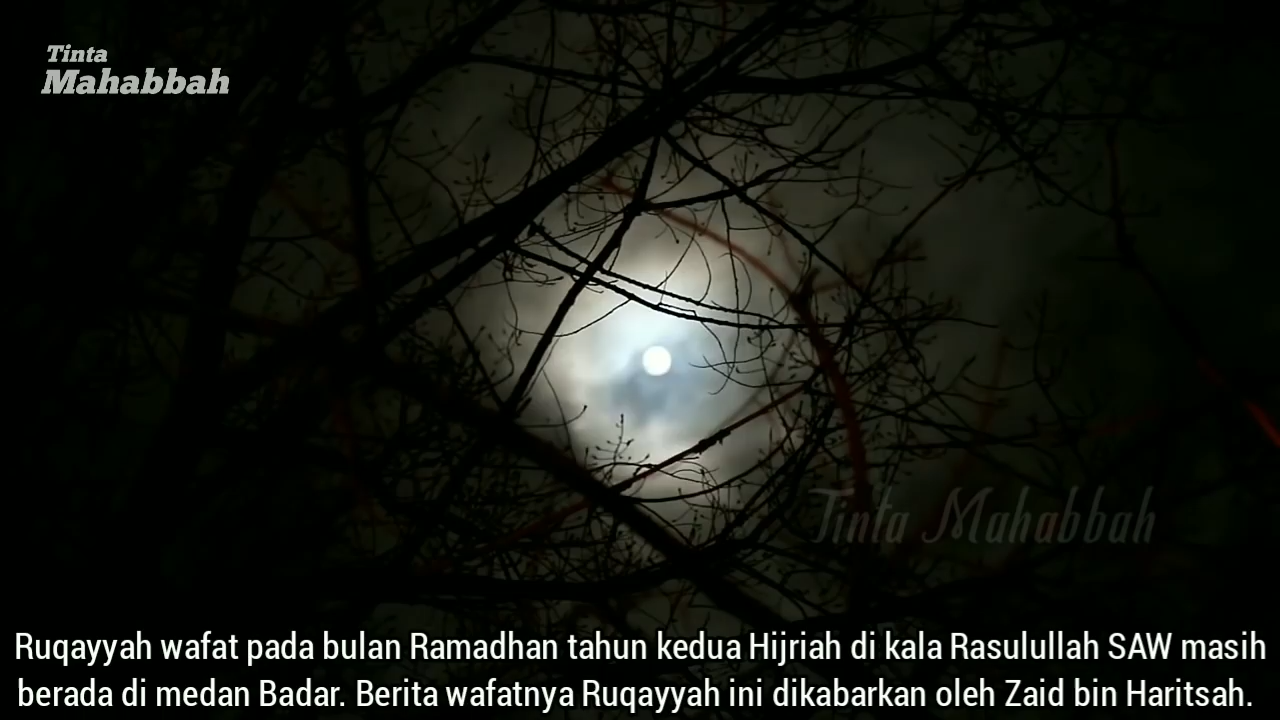 Tinta
Mahabbah
Tinta Mahabbah
Ruqayyah wafat pada bulan Ramadhan tahun kedua Hijriah di kala Rasulullah SAW masih
berada di medan Badar. Berita wafatnya Ruqayyah ini dikabarkan oleh Zaid bin Haritsah.